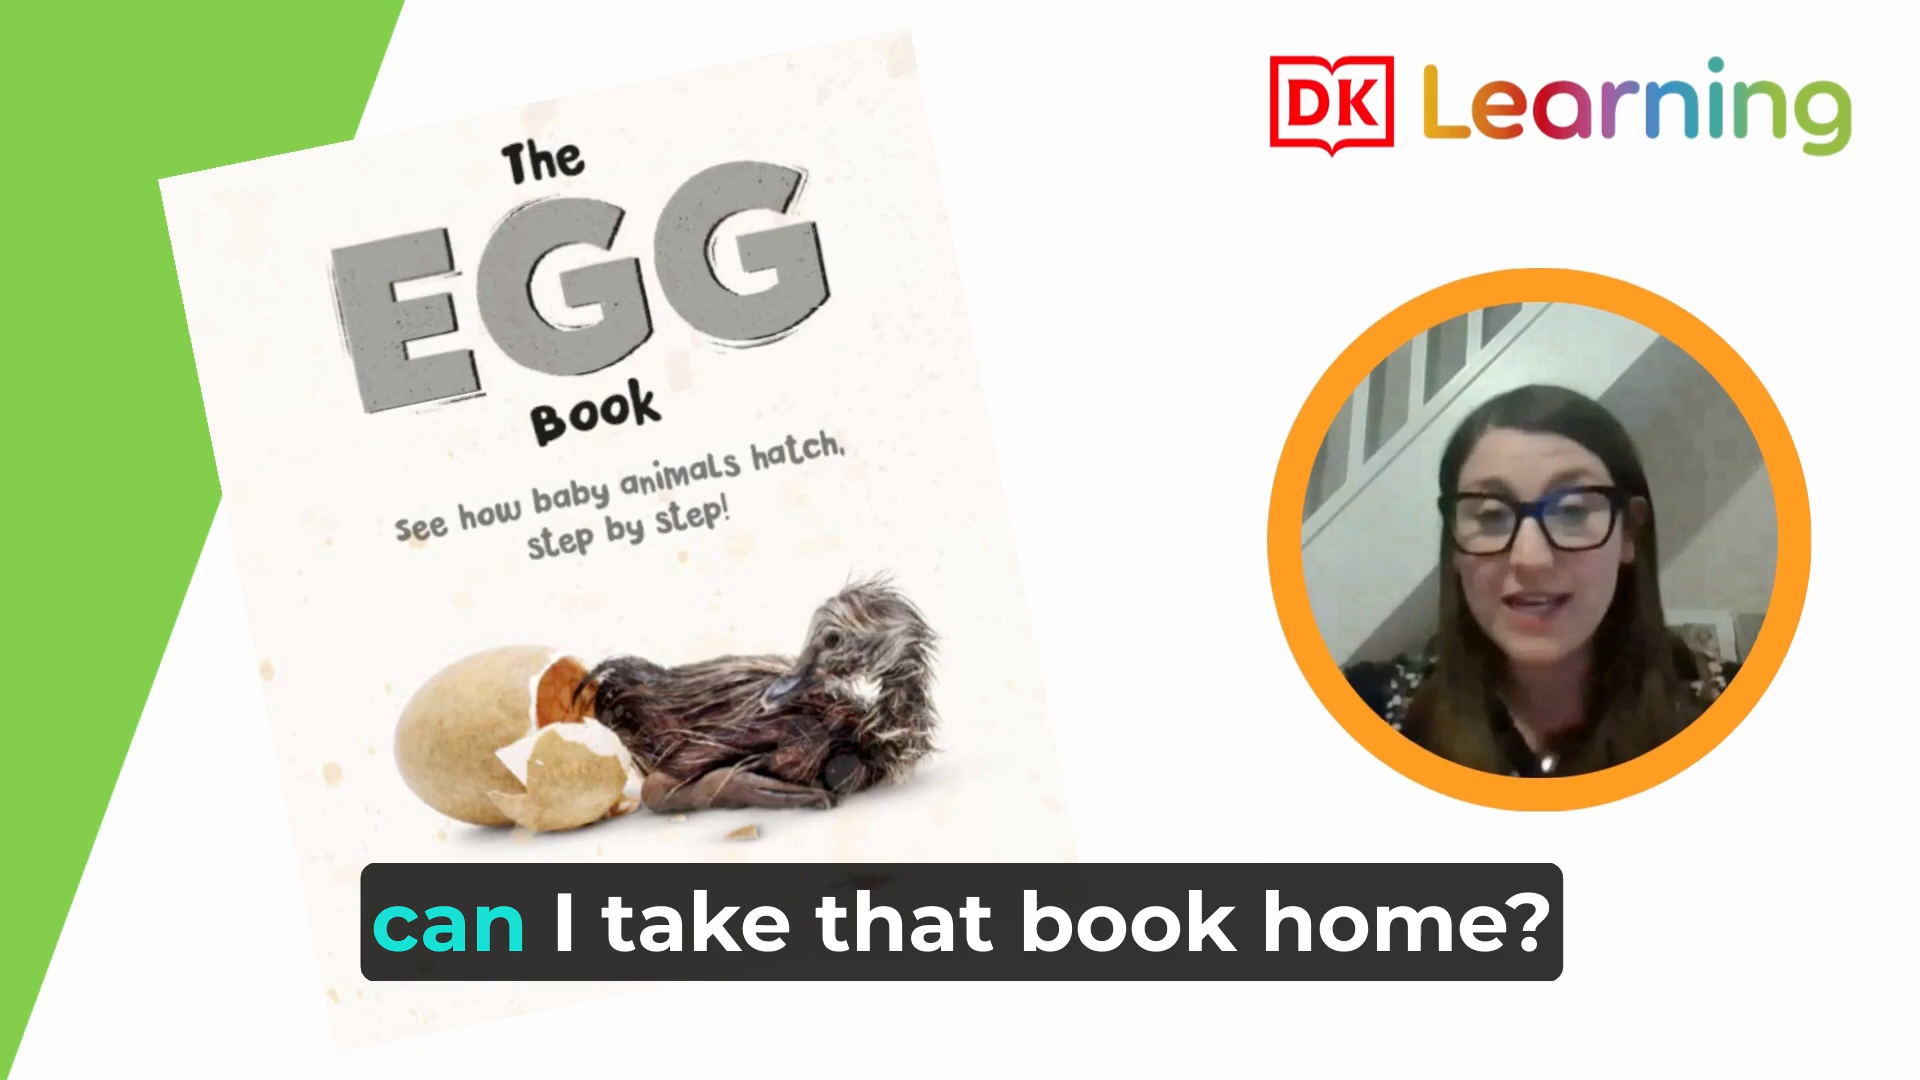 The
EGG
Book
See how baby animals hatch,
step by step!
DK Learning
can I take that book home?